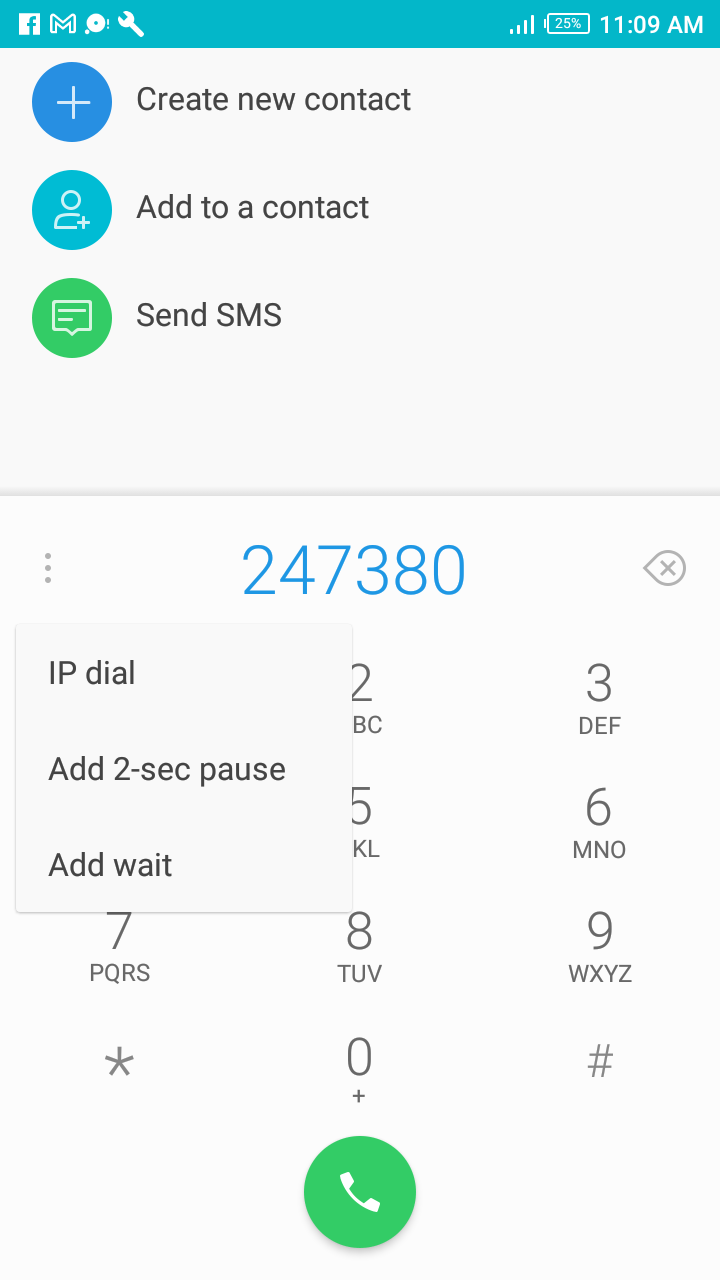 25% 11:09 AM
Create new contact
Add to a contact
Send SMS
247380
IP dial
Add 2-sec pause
Add wait
2 3
BC DEF
5 6
KL MNO
7 8 9
PQRS TUV WXYZ
* 0 #
+